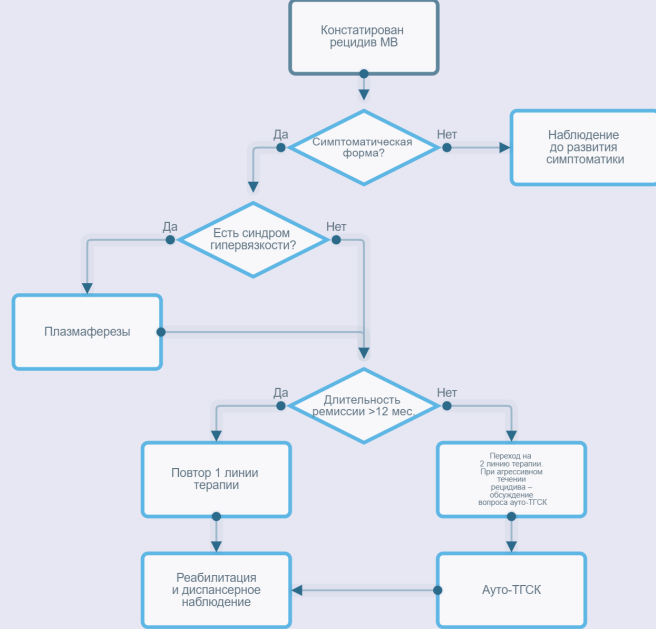 Констатирован
рецидив МВ
Да
Симптоматическая
форма?
Нет
Наблюдение
до развития
симптоматики
Да
Есть синдром
гипервязкости?
Нет
Плазмаферезы
Да
Длительность
ремиссии >12 мес.
Нет
Повтор 1 линии
терапии
Переход на
2 линию терапии.
При агрессивном
течении
рецидива –
обсуждение
вопроса ауто-ТГСК
Реабилитация
и диспансерное
наблюдение
Ауто-ТГСК